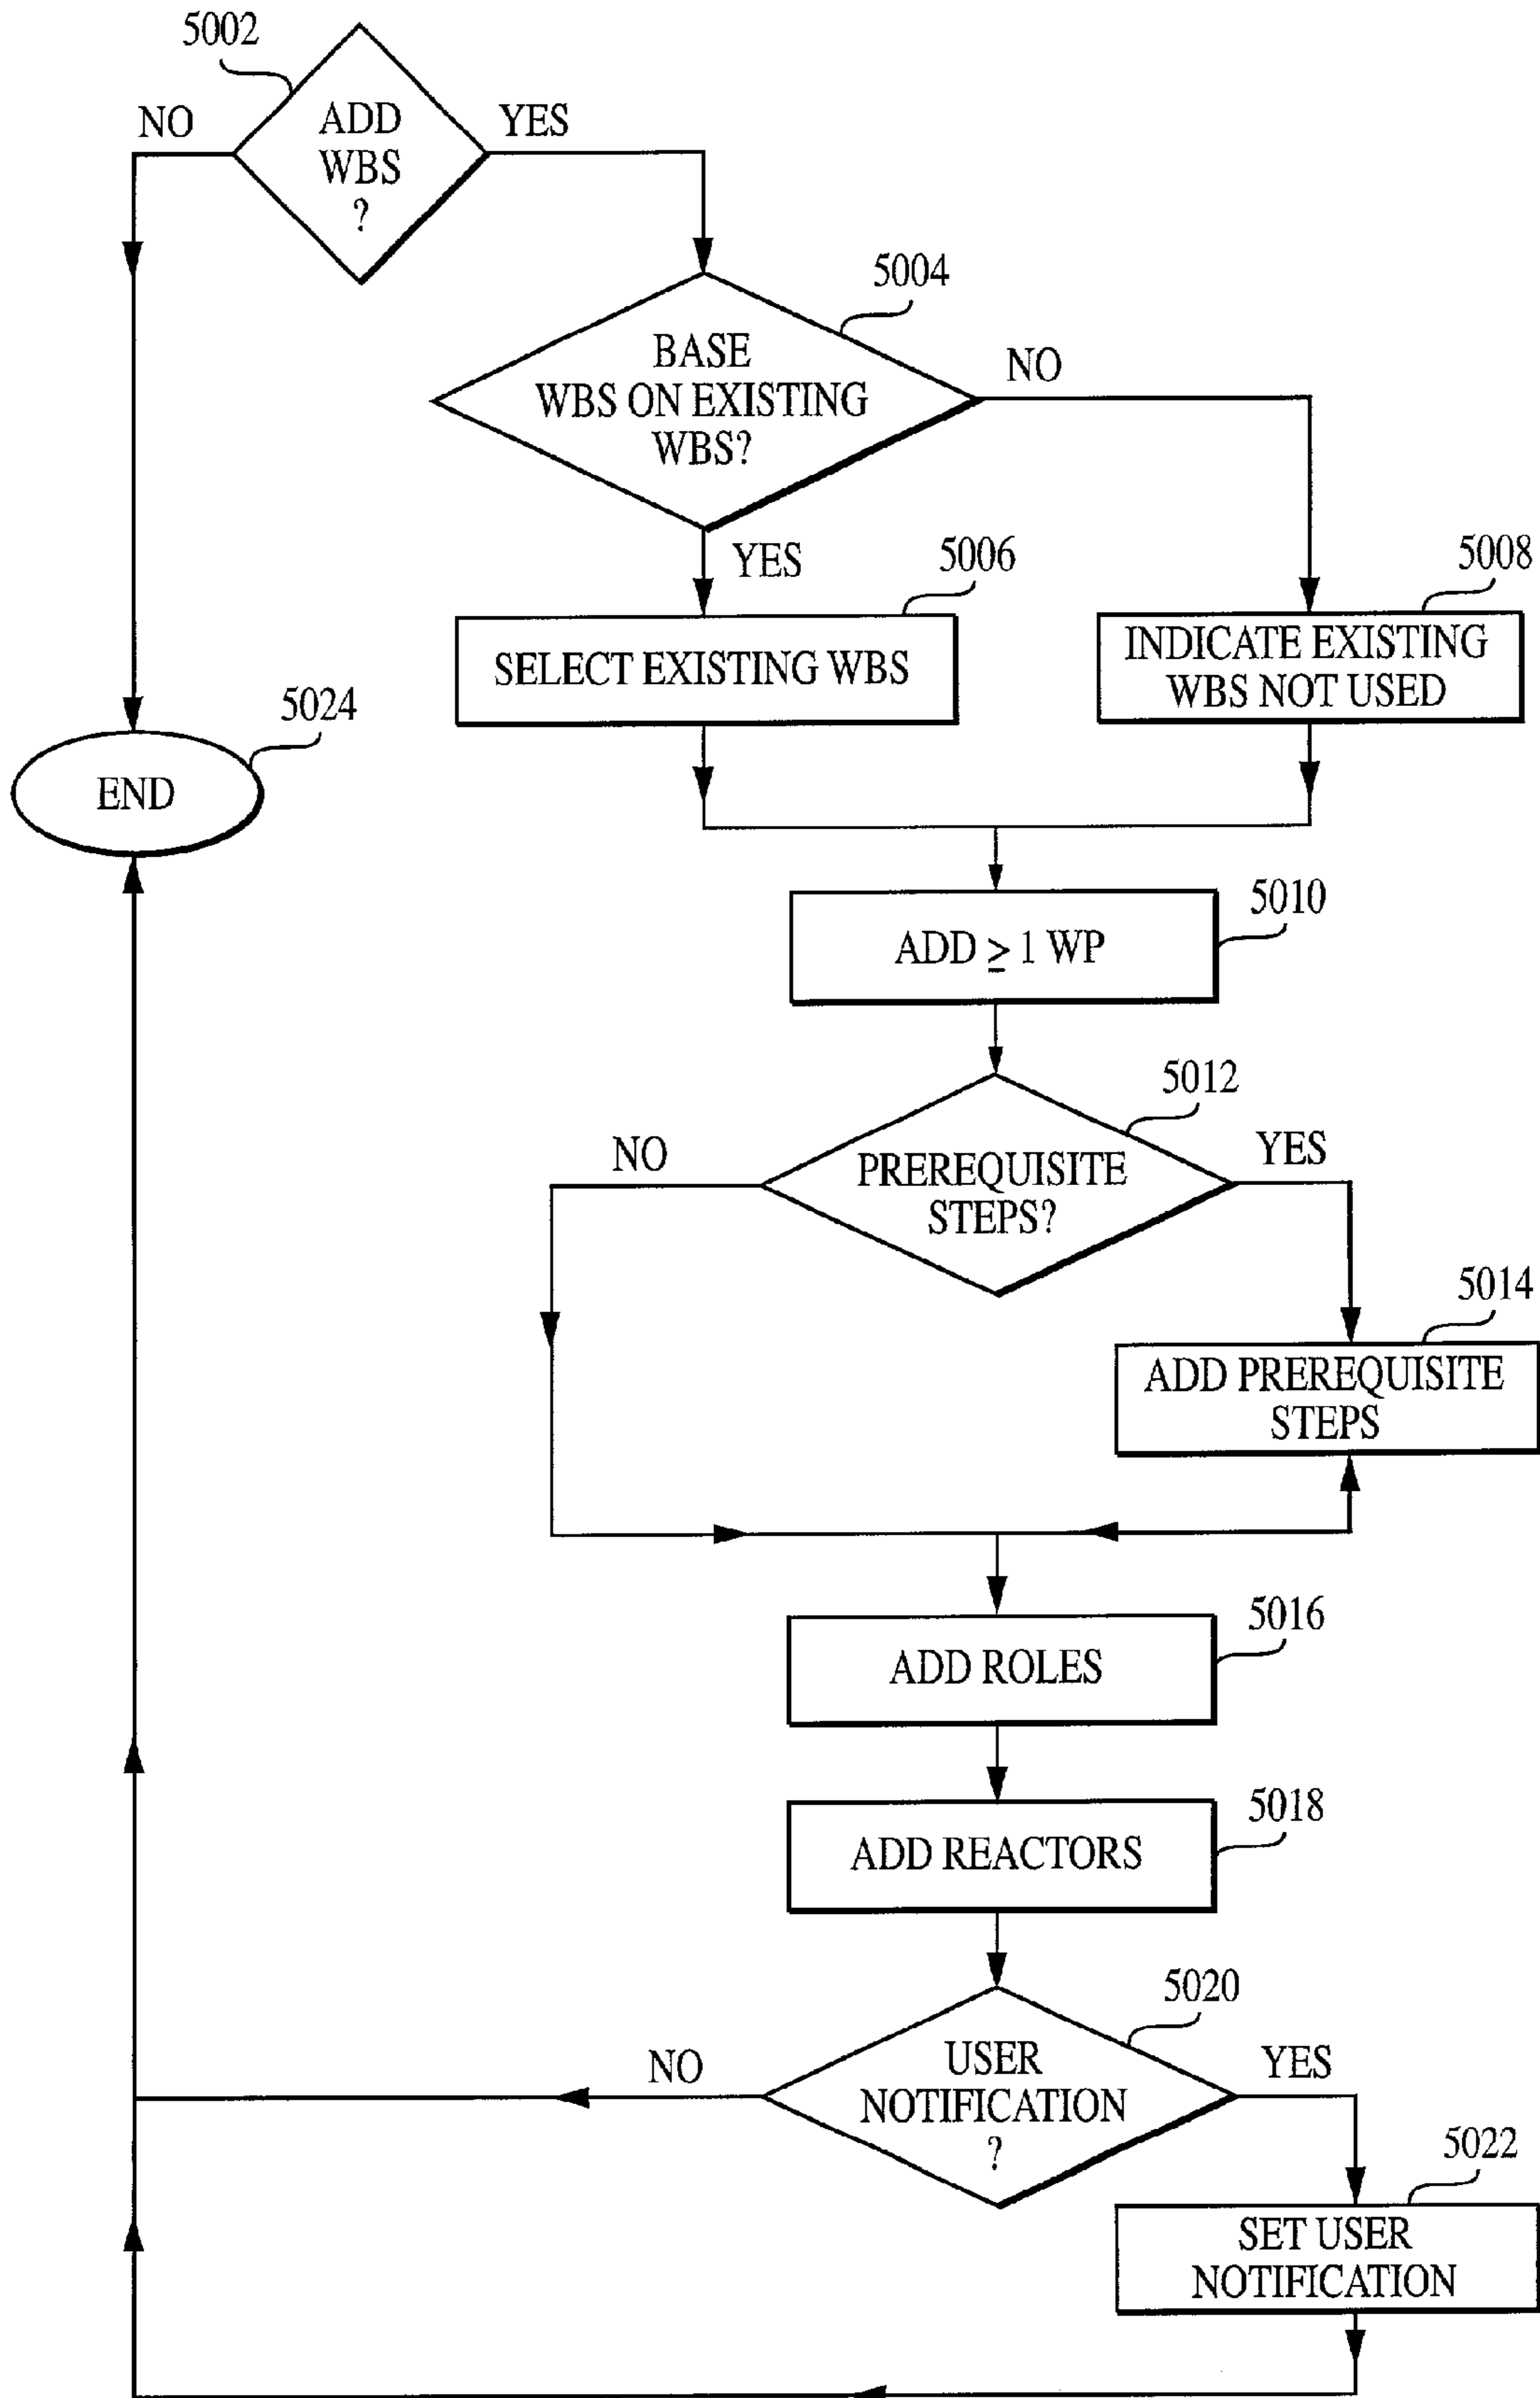 5002
NO
ADD
WBS
?
YES
5004
BASE
WBS ON EXISTING
WBS?
NO
YES
5006
SELECT EXISTING WBS
5008
INDICATE EXISTING
WBS NOT USED
5024
END
5010
ADD ≥ 1 WP
5012
NO
PREREQUISITE
STEPS?
YES
5014
ADD PREREQUISITE
STEPS
5016
ADD ROLES
5018
ADD REACTORS
5020
NO
USER
NOTIFICATION
?
YES
5022
SET USER
NOTIFICATION